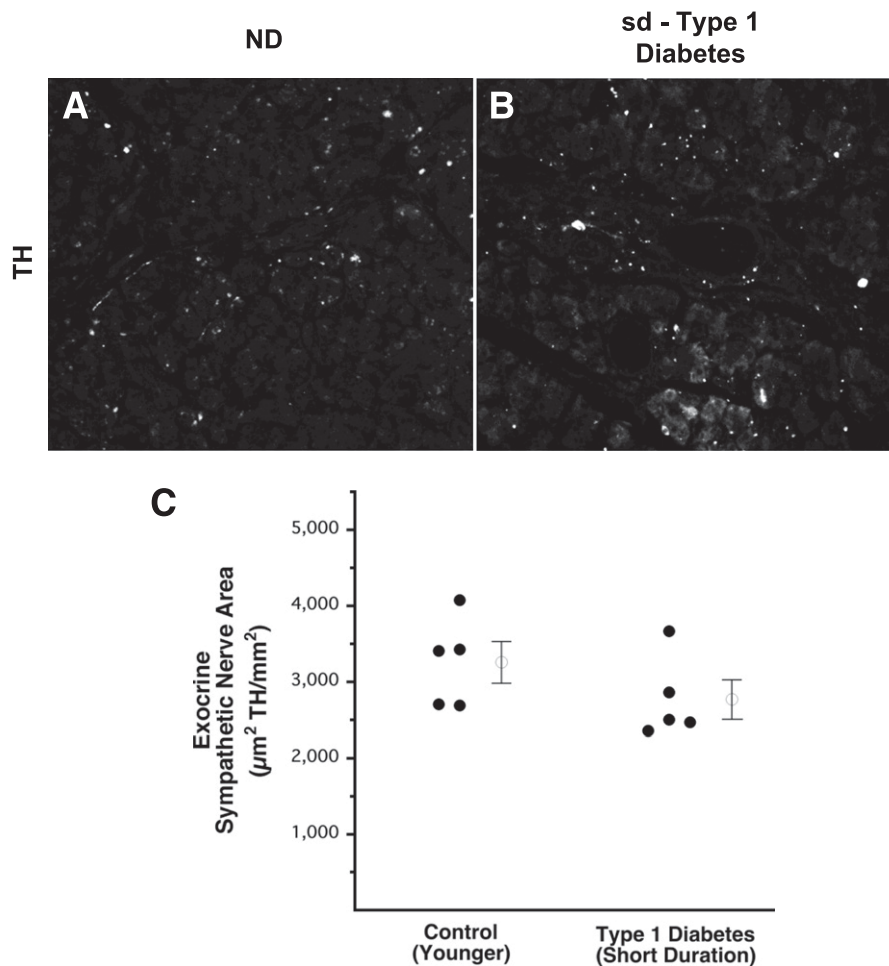 ND
sd - Type 1
Diabetes
A
B
TH
C
Exocrine
Sympathetic Nerve Area
(µm² TH/mm²)
5,000
4,000
3,000
2,000
1,000
Control
(Younger)
Type 1 Diabetes
(Short Duration)